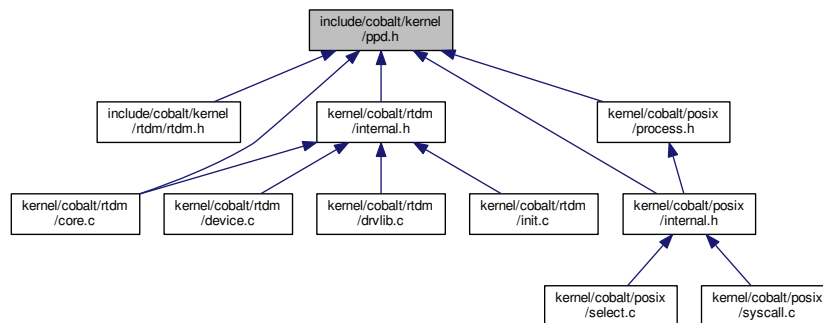 include/cobalt/kernel
/ppd.h
include/cobalt/kernel
/rtdm/rtdm.h
kernel/cobalt/rtdm
/internal.h
kernel/cobalt/posix
/process.h
kernel/cobalt/rtdm
/core.c
kernel/cobalt/rtdm
/device.c
kernel/cobalt/rtdm
/drvlib.c
kernel/cobalt/rtdm
/init.c
kernel/cobalt/posix
/internal.h
kernel/cobalt/posix
/select.c
kernel/cobalt/posix
/syscall.c